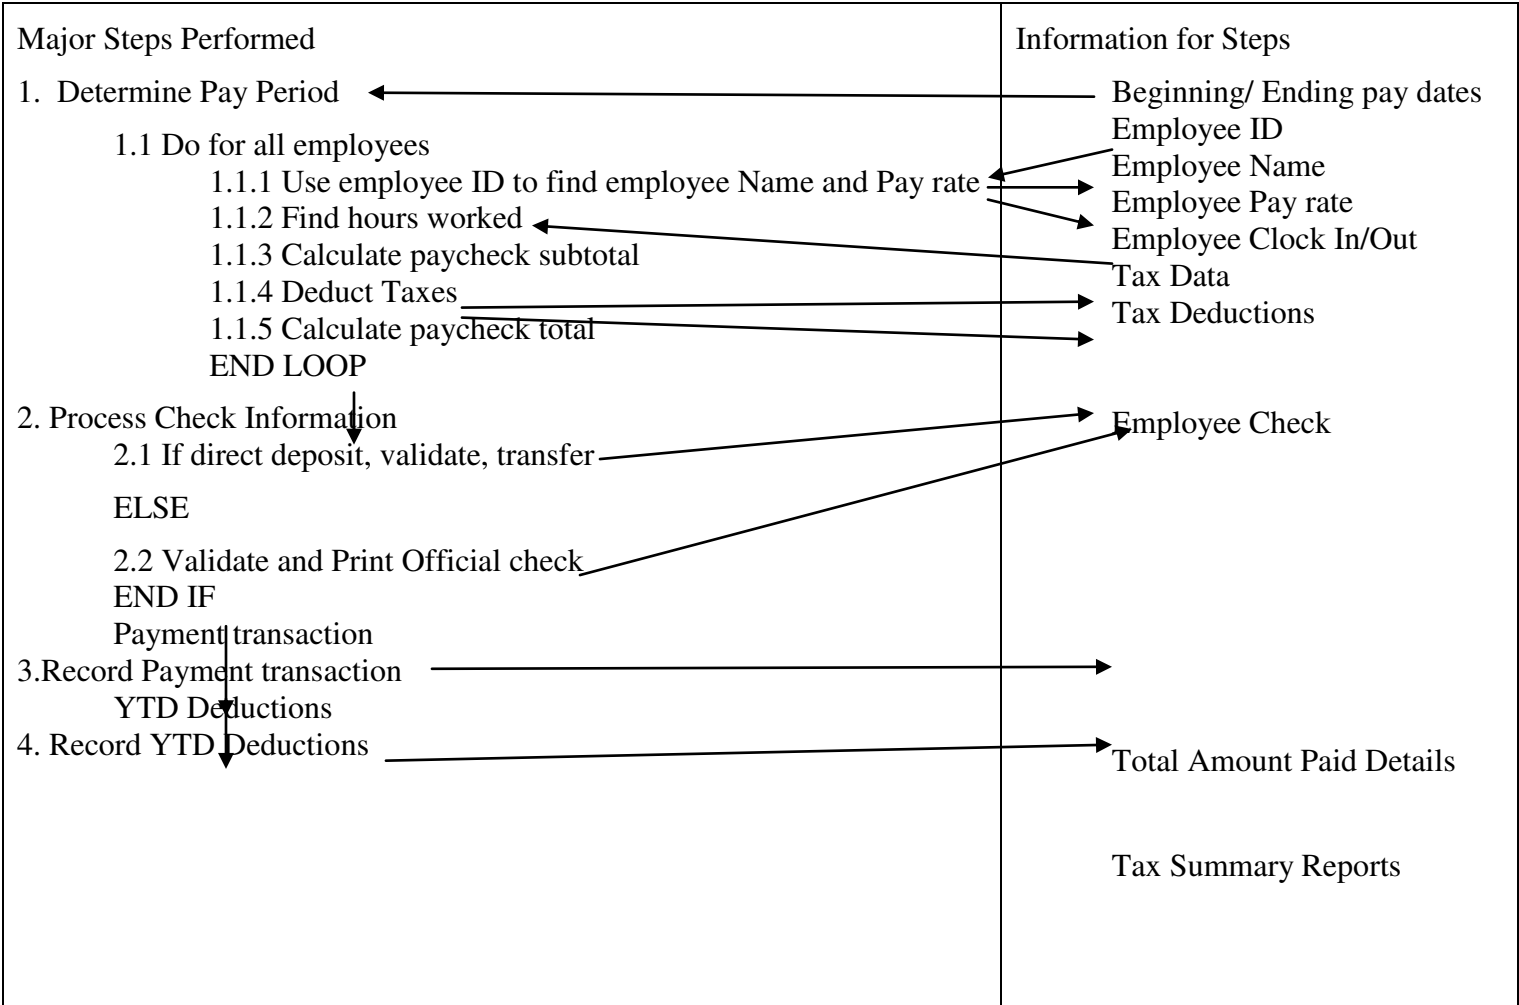 Major Steps Performed
1. Determine Pay Period
1.1 Do for all employees
1.1.1 Use employee ID to find employee Name and Pay rate
1.1.2 Find hours worked
1.1.3 Calculate paycheck subtotal
1.1.4 Deduct Taxes
1.1.5 Calculate paycheck total
END LOOP
2. Process Check Information
2.1 If direct deposit, validate, transfer
ELSE
2.2 Validate and Print Official check
END IF
Payment transaction
3.Record Payment transaction
YTD Deductions
4. Record YTD Deductions
Information for Steps
Beginning/ Ending pay dates
Employee ID
Employee Name
Employee Pay rate
Employee Clock In/Out
Tax Data
Tax Deductions
Employee Check
Total Amount Paid Details
Tax Summary Reports